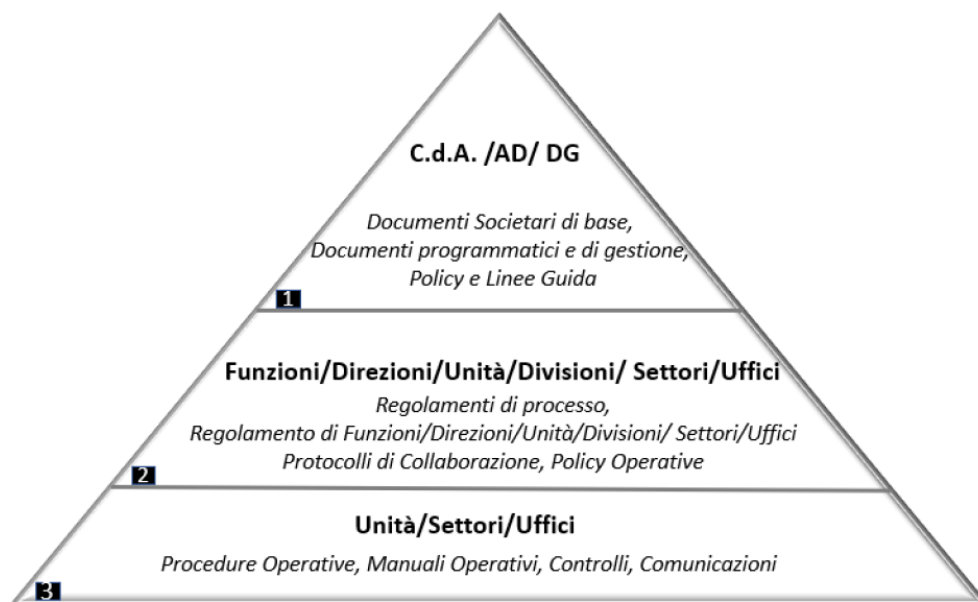 C.d.A. /AD/ DG
Documenti Societari di base,
Documenti programmatici e di gestione,
Policy e Linee Guida
1
Funzioni/Direzioni/Unità/Divisioni/ Settori/Uffici
Regolamenti di processo,
Regolamento di Funzioni/Direzioni/Unità/Divisioni/ Settori/Uffici
Protocolli di Collaborazione, Policy Operative
2
Unità/Settori/Uffici
Procedure Operative, Manuali Operativi, Controlli, Comunicazioni
3